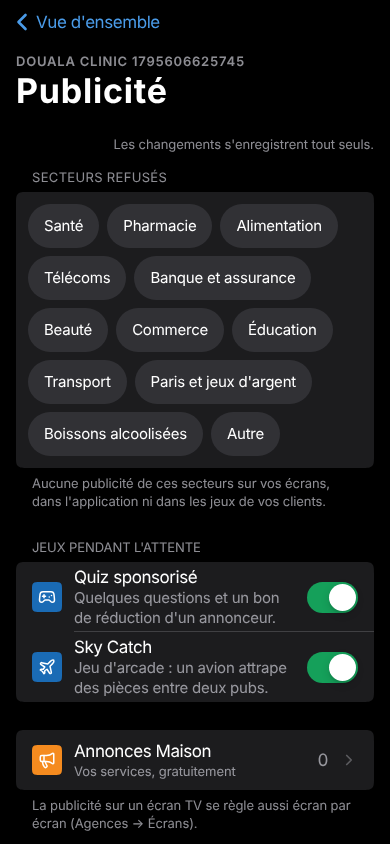 Vue d'ensemble
DOUALA CLINIC 1795606625745
Publicité
Les changements s'enregistrent tout seuls.
SECTEURS REFUSÉS
Santé
Pharmacie
Alimentation
Télécoms
Banque et assurance
Beauté
Commerce
Éducation
Transport
Paris et jeux d'argent
Boissons alcoolisées
Autre
Aucune publicité de ces secteurs sur vos écrans,
dans l'application ni dans les jeux de vos clients.
JEUX PENDANT L'ATTENTE
Quiz sponsorisé
Quelques questions et un bon
de réduction d'un annonceur.
Sky Catch
Jeu d'arcade : un avion attrape
des pièces entre deux pubs.
Annonces Maison
Vos services, gratuitement
0
La publicité sur un écran TV se règle aussi écran par
écran (Agences → Écrans).